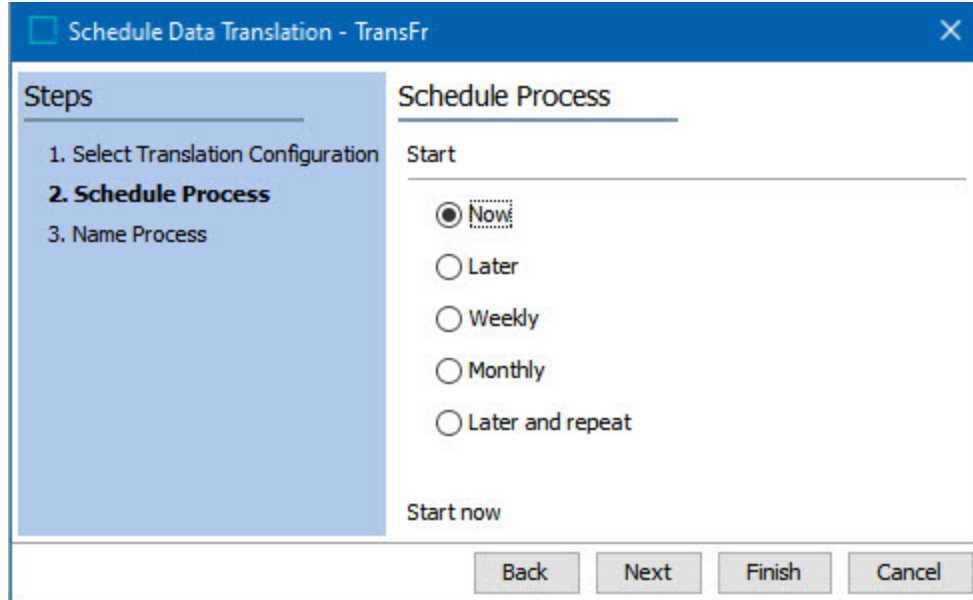 Schedule Data Translation - TransFr
Steps
1. Select Translation Configuration
2. Schedule Process
3. Name Process
Schedule Process
Start
Now
Later
Weekly
Monthly
Later and repeat
Start now
Back Next Finish Cancel